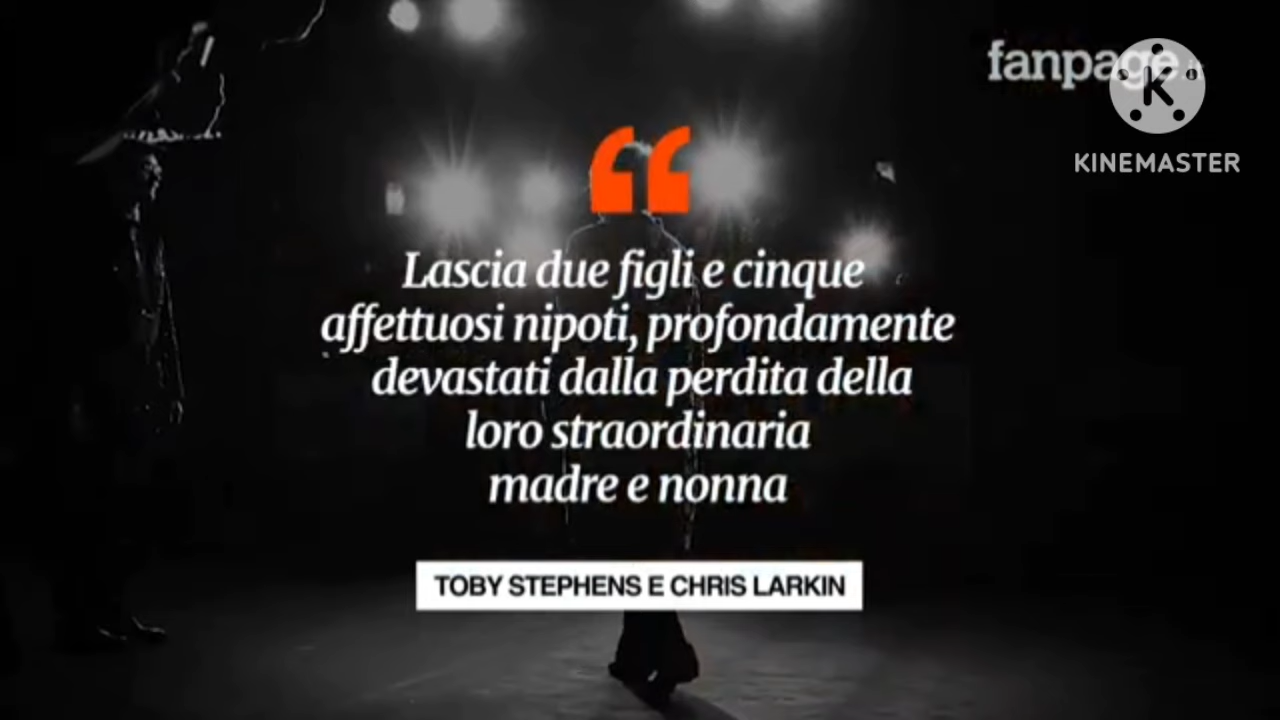 fanpage
KINEMASTER
Lascia due figli e cinque
affettuosi nipoti, profondamente
devastati dalla perdita della
loro straordinaria
madre e nonna
TOBY STEPHENS E CHRIS LARKIN